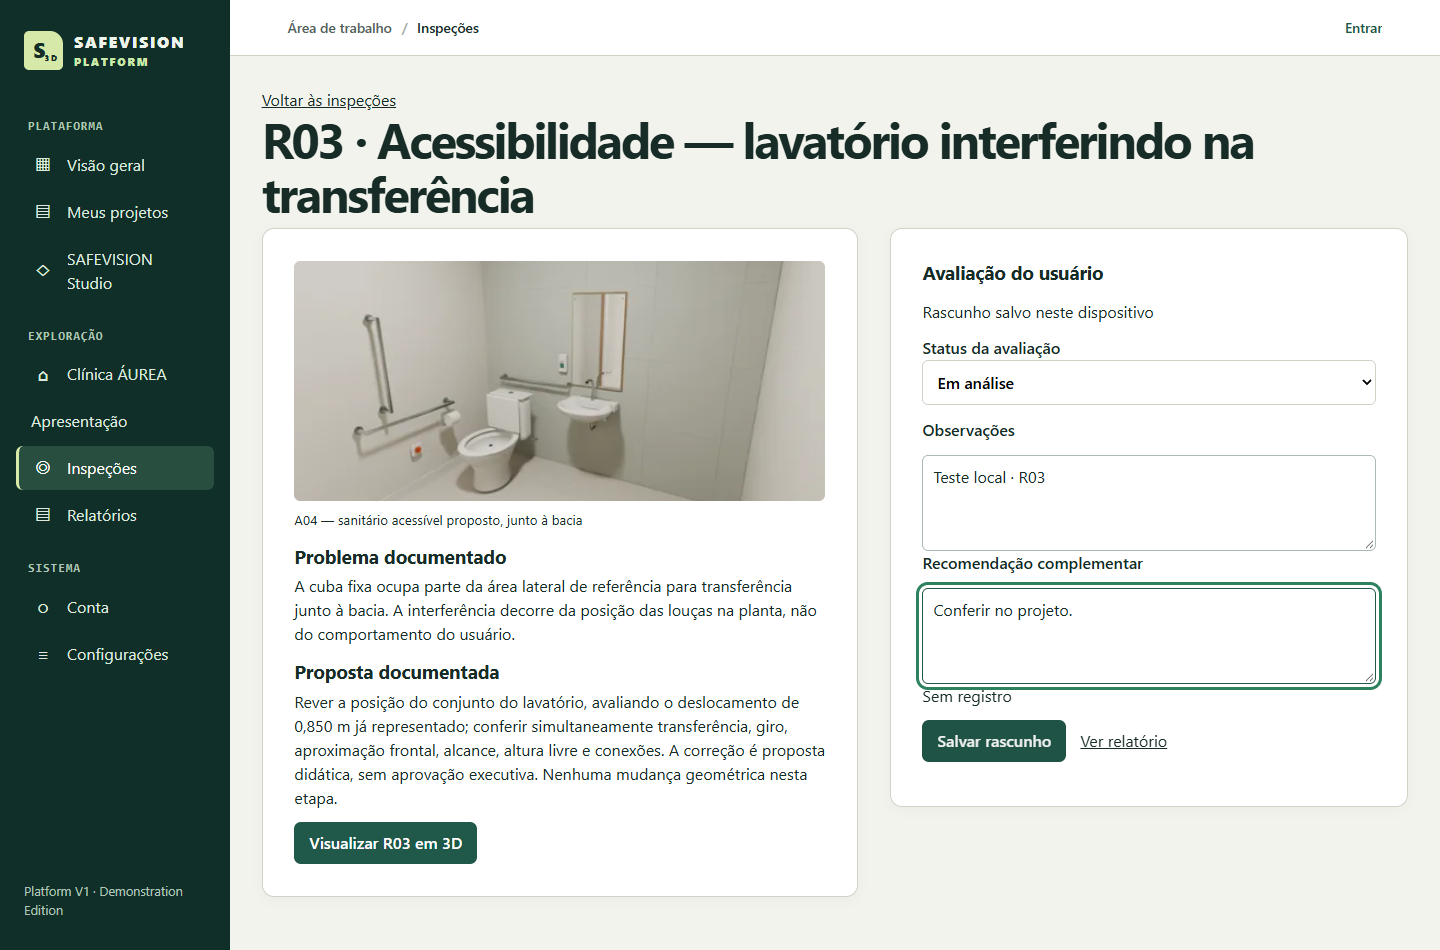 S3D
SAFEVISION
PLATFORM
PLATAFORMA
Visão geral
Meus projetos
SAFEVISION
Studio
EXPLORAÇÃO
Clínica ÁUREA
Apresentação
Inspeções
Relatórios
SISTEMA
Conta
Configurações
Platform V1 · Demonstration
Edition
Área de trabalho / Inspeções
Entrar
Voltar às inspeções
R03 · Acessibilidade — lavatório interferindo na
transferência
A04 — sanitário acessível proposto, junto à bacia
Problema documentado
A cuba fixa ocupa parte da área lateral de referência para transferência
junto à bacia. A interferência decorre da posição das louças na planta, não
do comportamento do usuário.
Proposta documentada
Rever a posição do conjunto do lavatório, avaliando o deslocamento de
0,850 m já representado; conferir simultaneamente transferência, giro,
aproximação frontal, alcance, altura livre e conexões. A correção é proposta
didática, sem aprovação executiva. Nenhuma mudança geométrica nesta
etapa.
Visualizar R03 em 3D
Avaliação do usuário
Rascunho salvo neste dispositivo
Status da avaliação
Em análise
Observações
Teste local · R03
Recomendação complementar
Conferir no projeto.
Sem registro
Salvar rascunho
Ver relatório